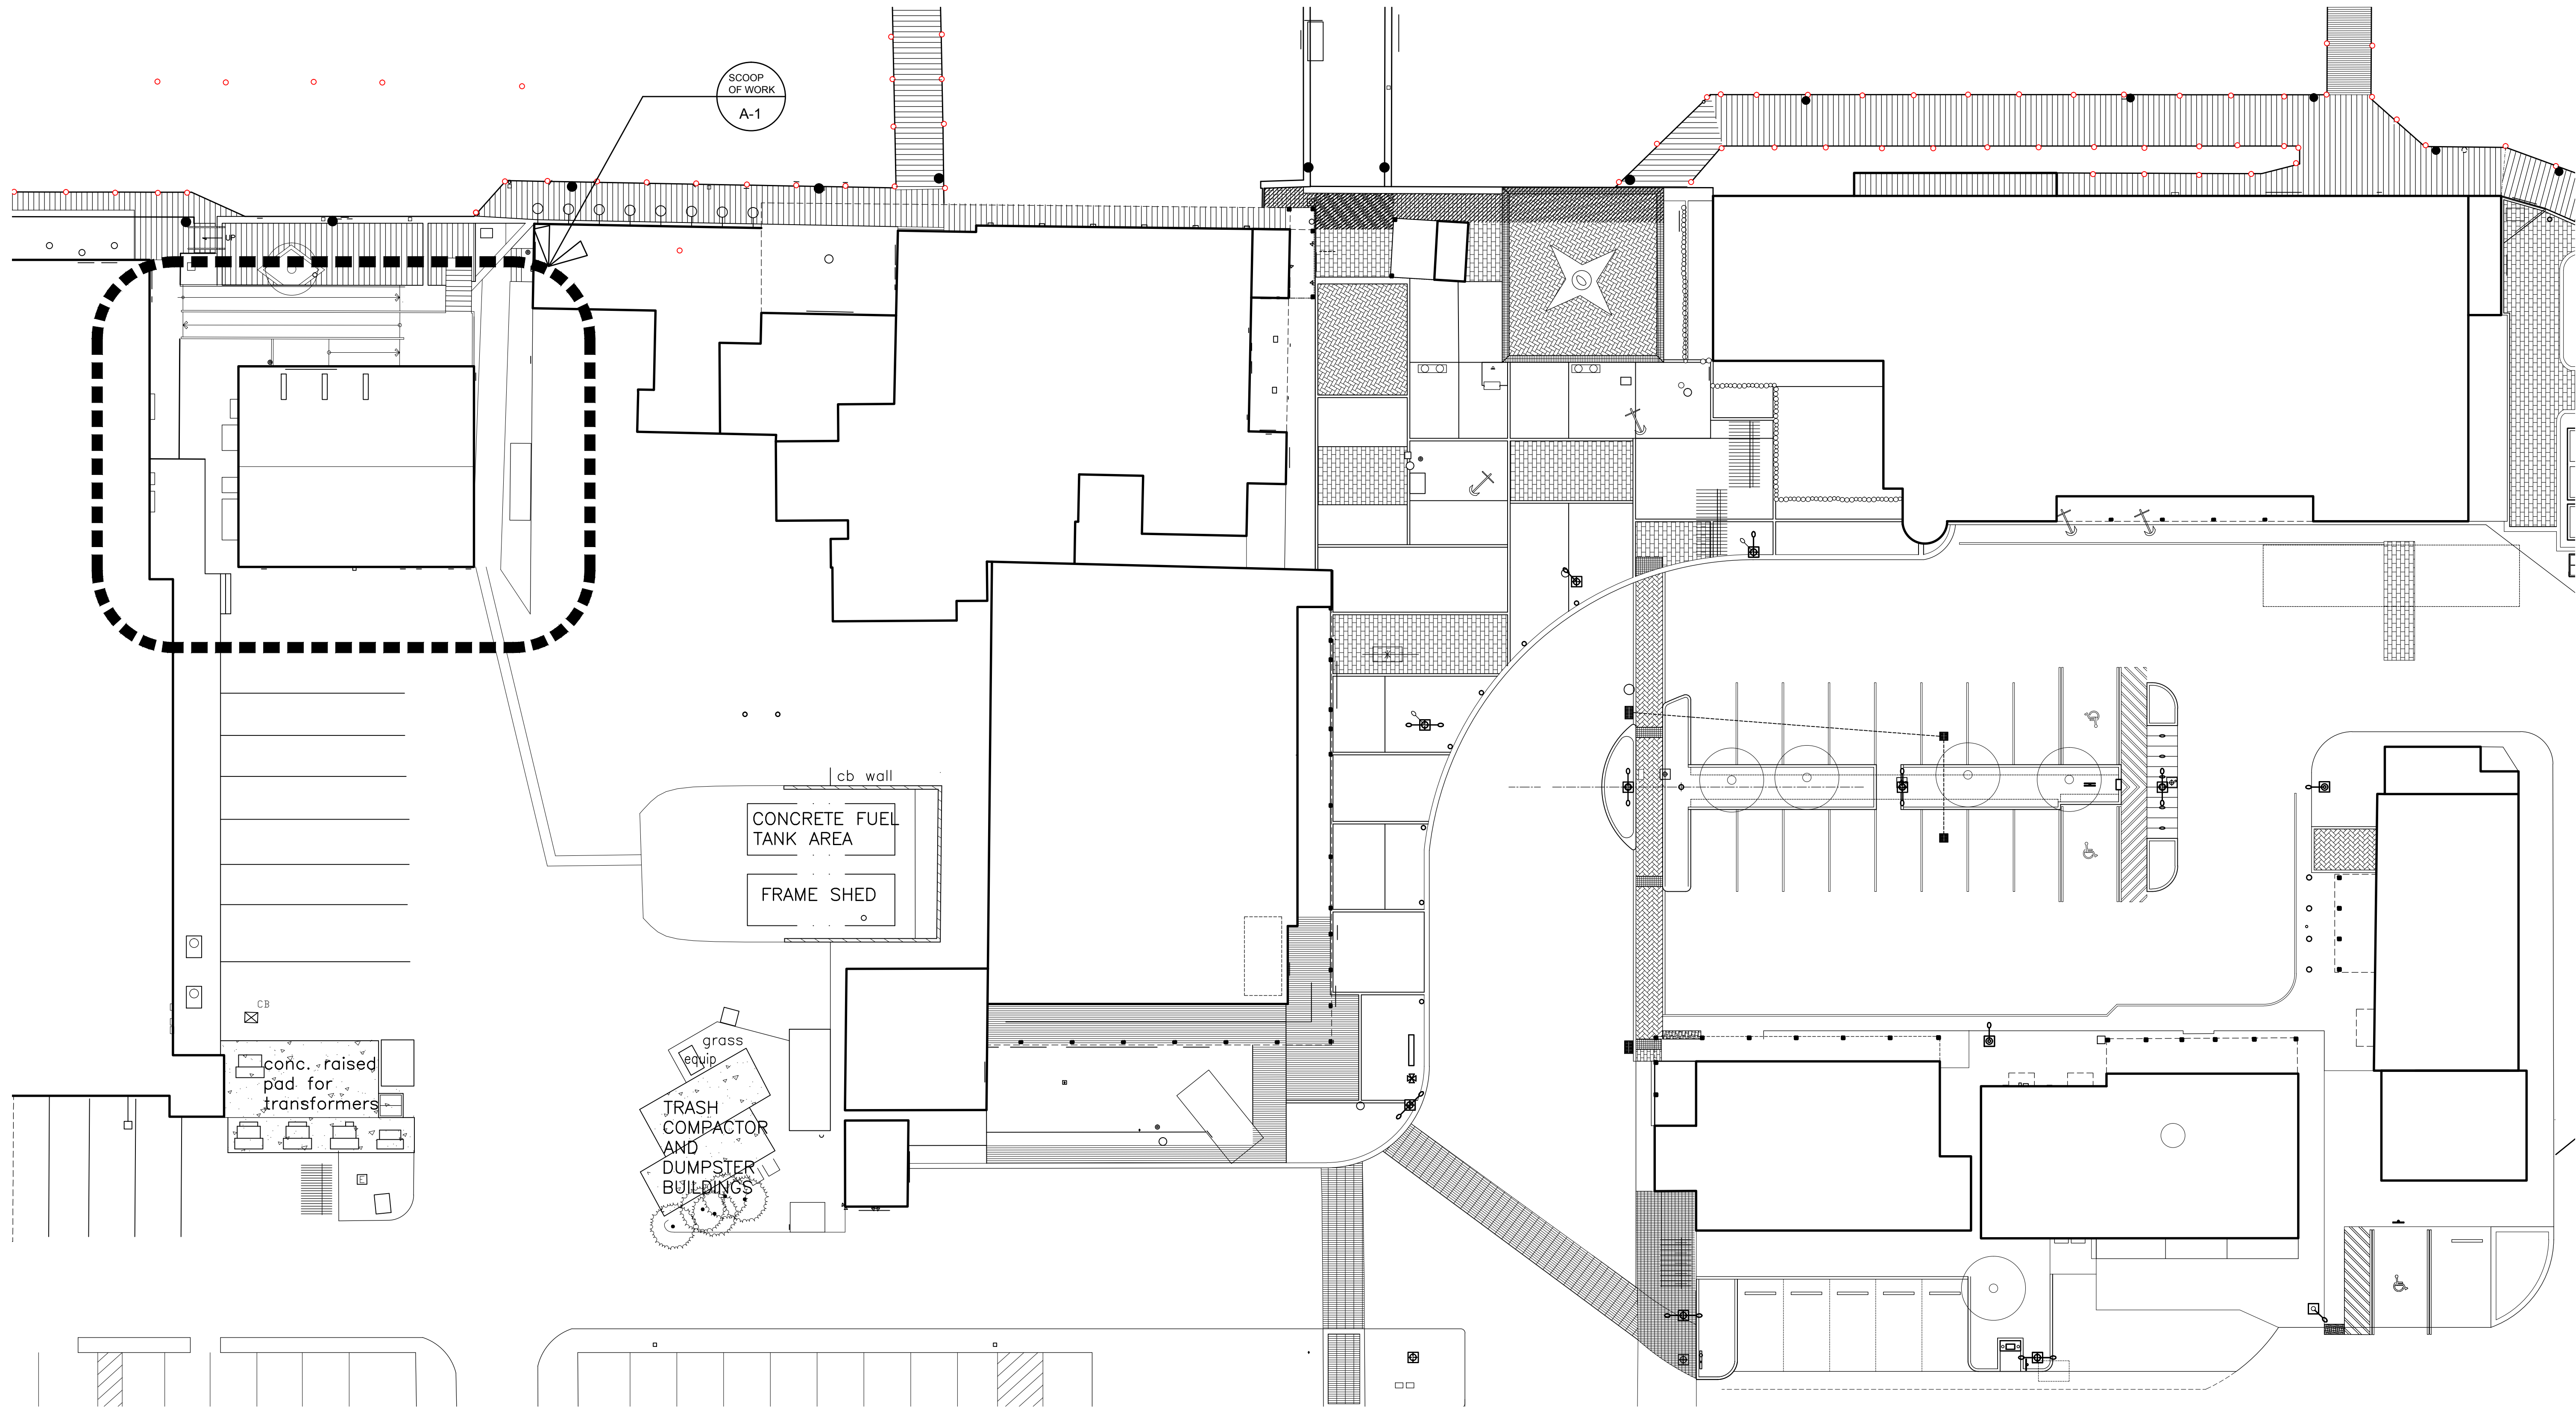 SCOOP
OF WORK
A-1
UP
cb wall
CONCRETE FUEL
TANK AREA
FRAME SHED
CB
grass
equip
conc. raised
pad for
transformers
TRASH
COMPACTOR
AND
DUMPSTER
BUILDINGS
E